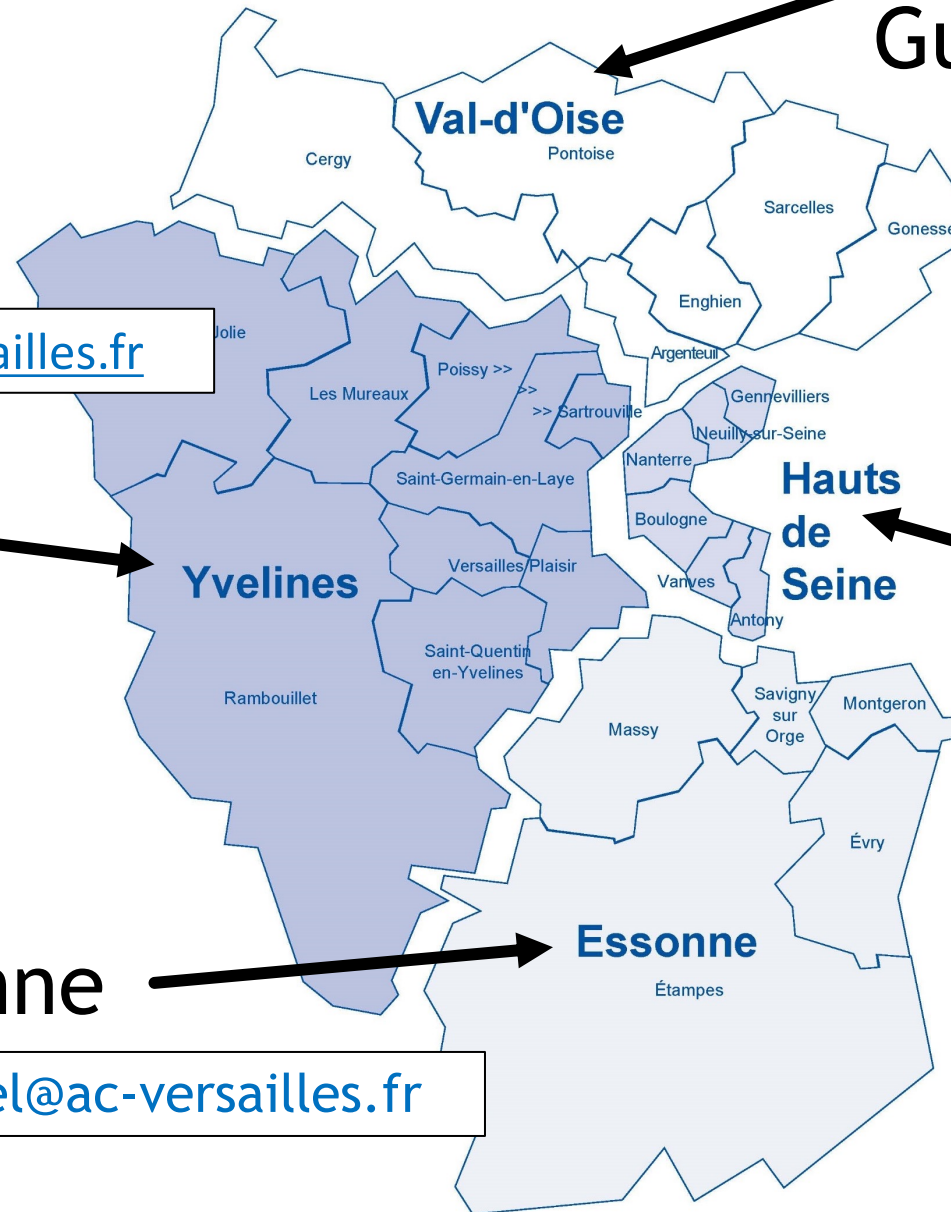 Gu
Val-d'Oise
Pontoise
Cergy
Sarcelles
Gonesse
Enghien
Argenteuil
Jolie
ailles.fr
Poissy >>
>>
>> Sartrouville
Les Mureaux
Gennevilliers
Neuilly-sur-Seine
Nanterre
Saint-Germain-en-Laye
Hauts
de
Seine
Boulogne
Versailles
Plaisir
Vanves
Yvelines
Antony
Saint-Quentin
en-Yvelines
Rambouillet
Savigny
sur
Orge
Montgeron
Massy
Évry
Essonne
Étampes
nne
el@ac-versailles.fr